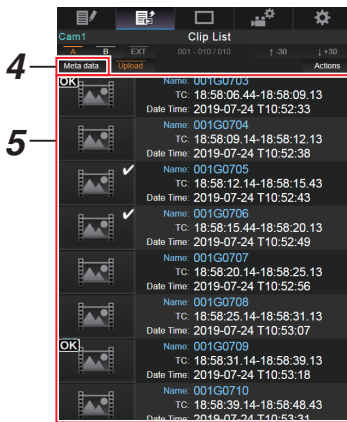 Cam1 Clip List
A B EXT 001 - 010 / 010 ↑ -30 ↓ +30
4 Meta data Upload Actions
5
OK Name: 001G0703
TC: 18:58:06.44-18:58:09.13
Date Time: 2019-07-24 T10:52:33
Name: 001G0704
TC: 18:58:09.14-18:58:12.13
Date Time: 2019-07-24 T10:52:38
Name: 001G0705
TC: 18:58:12.14-18:58:15.43
Date Time: 2019-07-24 T10:52:43
Name: 001G0706
TC: 18:58:15.44-18:58:20.13
Date Time: 2019-07-24 T10:52:49
Name: 001G0707
TC: 18:58:20.14-18:58:25.13
Date Time: 2019-07-24 T10:52:56
Name: 001G0708
TC: 18:58:25.14-18:58:31.13
Date Time: 2019-07-24 T10:53:07
OK Name: 001G0709
TC: 18:58:31.14-18:58:39.13
Date Time: 2019-07-24 T10:53:18
Name: 001G0710
TC: 18:58:39.14-18:58:48.43
Date Time: 2019-07-24 T10:53:31